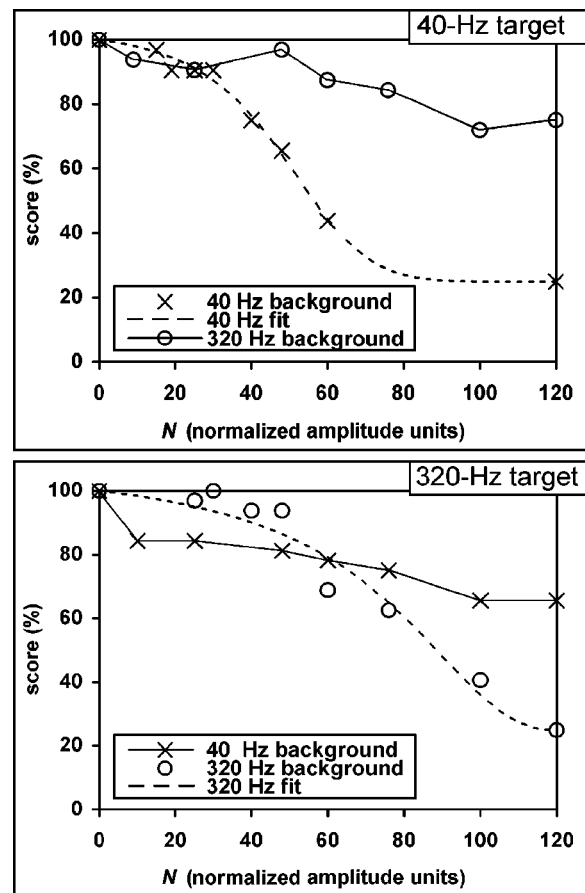 40-Hz target
100
80
60
40
20
0
score (%)
40 Hz background
40 Hz fit
320 Hz background
0 20 40 60 80 100 120
N (normalized amplitude units)
320-Hz target
100
80
60
40
20
0
score (%)
40 Hz background
320 Hz background
320 Hz fit
0 20 40 60 80 100 120
N (normalized amplitude units)